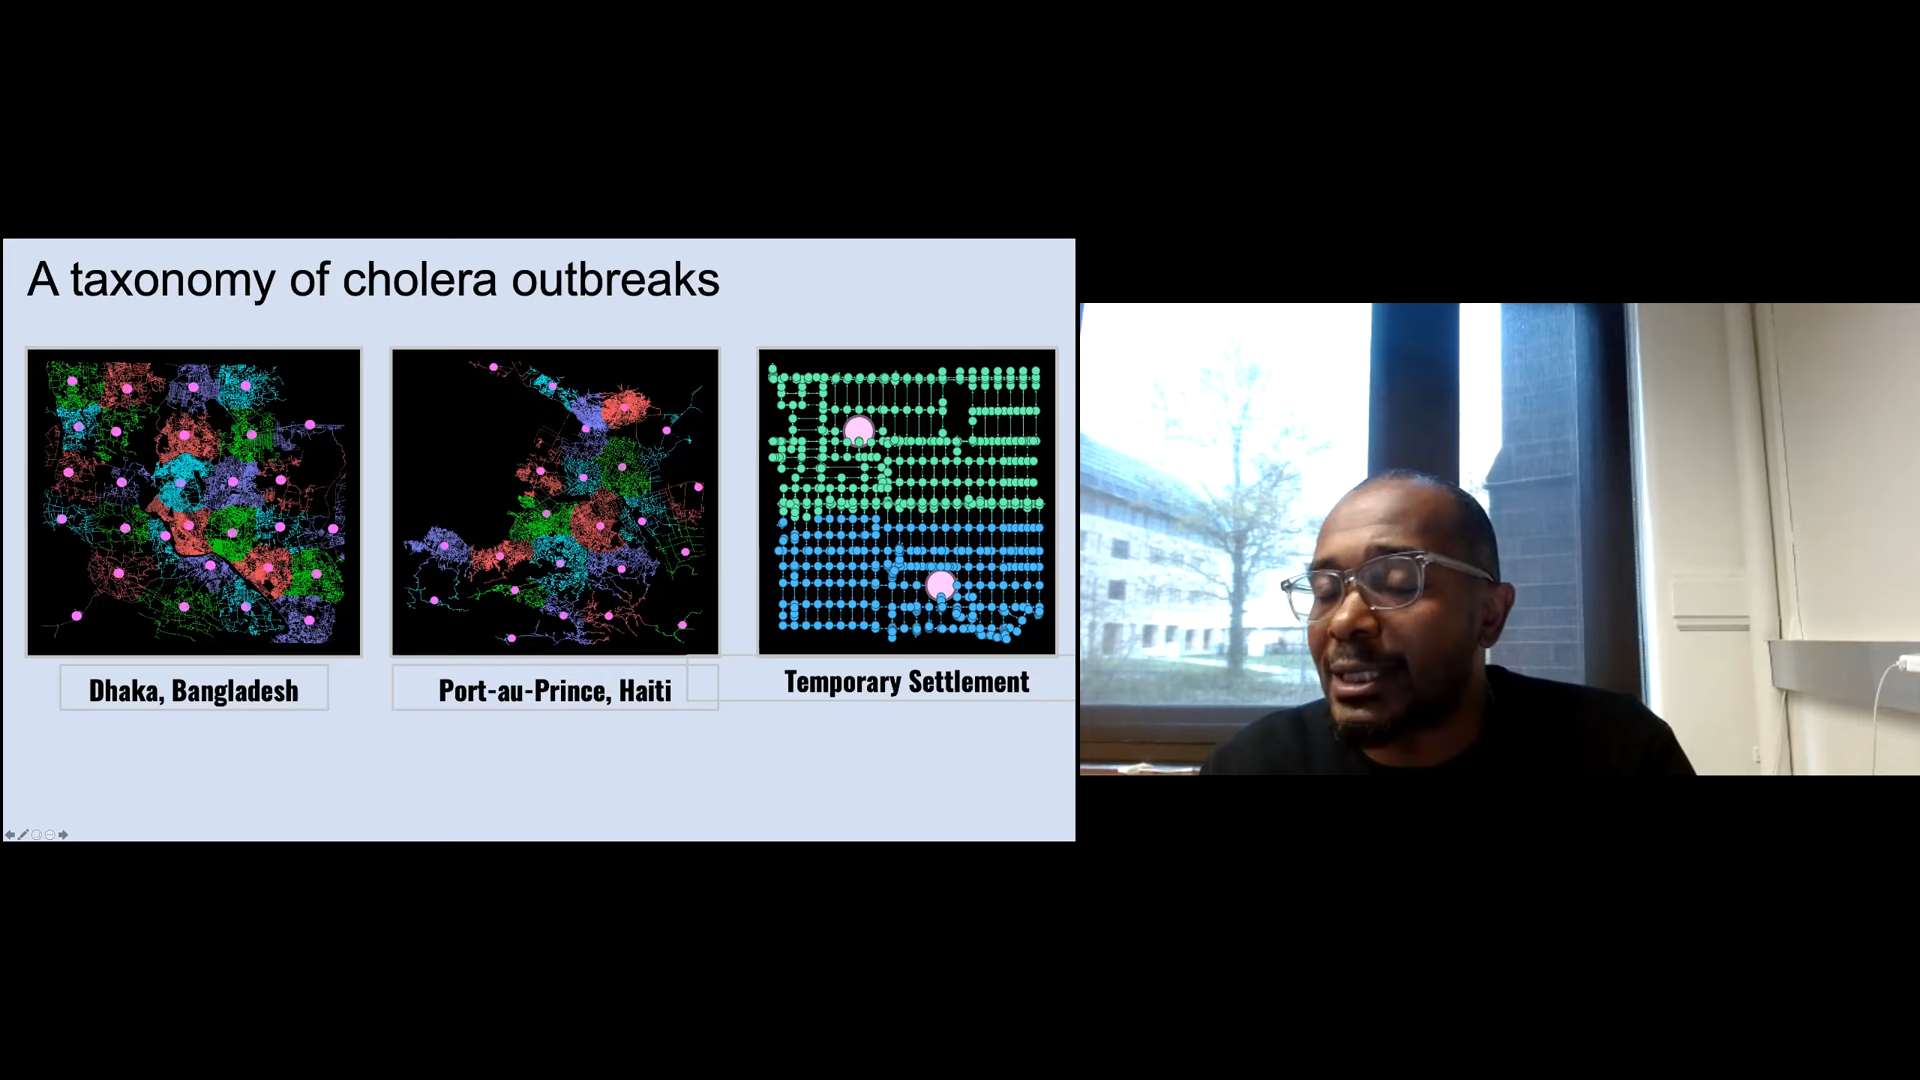 A taxonomy of cholera outbreaks
Dhaka, Bangladesh
Port-au-Prince, Haiti
Temporary Settlement